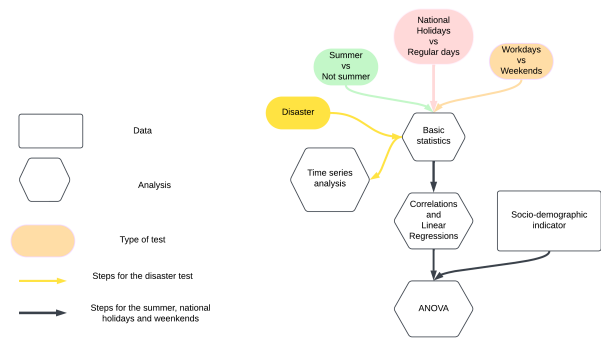 National
Holidays
vs
Regular days
Summer
vs
Not summer
Workdays
vs
Weekends
Disaster
Basic
statistics
Data
Time series
analysis
Analysis
Correlations
and
Linear
Regressions
Socio-demographic
indicator
Type of test
Steps for the disaster test
Steps for the summer, national
holidays and weenkends
ANOVA